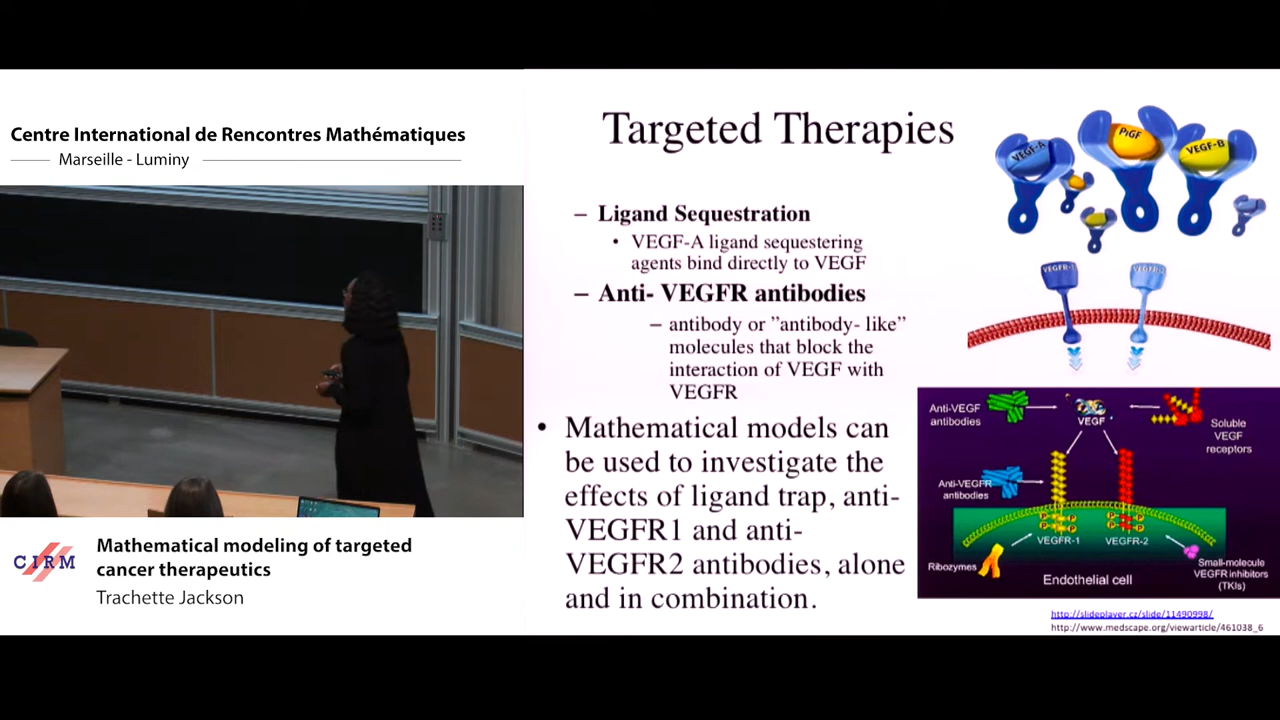 Centre International de Rencontres Mathématiques
Marseille - Luminy
CIRM
Mathematical modeling of targeted
cancer therapeutics
Trachette Jackson
Targeted Therapies
– Ligand Sequestration
• VEGF-A ligand sequestering
agents bind directly to VEGF
– Anti- VEGFR antibodies
– antibody or ”antibody- like”
molecules that block the
interaction of VEGF with
VEGFR
• Mathematical models can
be used to investigate the
effects of ligand trap, anti-
VEGFR1 and anti-
VEGFR2 antibodies, alone
and in combination.
VEGF-A
PlGF
VEGF-B
VEGFR-1
Anti-VEGF
antibodies
VEGF
Soluble
VEGF
receptors
Anti-VEGFR
antibodies
P P P P P P P P
VEGFR-1
VEGFR-2
Ribozymes
Endothelial cell
Small-molecule
VEGFR inhibitors
(TKIs)
http://slideplayer.cz/slide/11490998/
http://www.medscape.org/viewarticle/461038_6